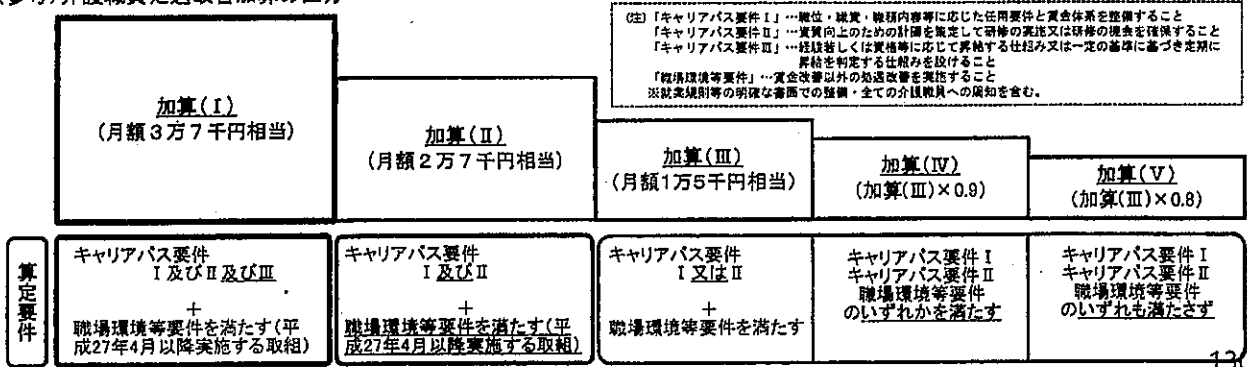 (注)「キャリアパス要件Ⅰ」…職位・職責・職務内容等に応じた任用要件と賃金体系を整備すること
「キャリアパス要件Ⅱ」…資質向上のための計画を策定して研修の実施又は研修の機会を確保すること
「キャリアパス要件Ⅲ」…経験若しくは資格等に応じて昇給する仕組み又は一定の基準に基づき定期に
昇給を判定する仕組みを設けること
「職場環境等要件」…賃金改善以外の処遇改善を実施すること
※就業規則等の明確な書面での整備・全ての介護職員への周知を含む。
加算(Ⅰ)
(月額3万7千円相当)
加算(Ⅱ)
(月額2万7千円相当)
加算(Ⅲ)
(月額1万5千円相当)
加算(Ⅳ)
(加算(Ⅲ)×0.9)
加算(Ⅴ)
(加算(Ⅲ)×0.8)
算定要件
キャリアパス要件
Ⅰ及びⅡ及びⅢ
+
職場環境等要件を満たす(平
成27年4月以降実施する取組)
キャリアパス要件
Ⅰ及びⅡ
+
職場環境等要件を満たす(平
成27年4月以降実施する取組)
キャリアパス要件
Ⅰ又はⅡ
+
職場環境等要件を満たす
キャリアパス要件Ⅰ
キャリアパス要件Ⅱ
職場環境等要件
のいずれかを満たす
キャリアパス要件Ⅰ
キャリアパス要件Ⅱ
職場環境等要件
のいずれも満たさず